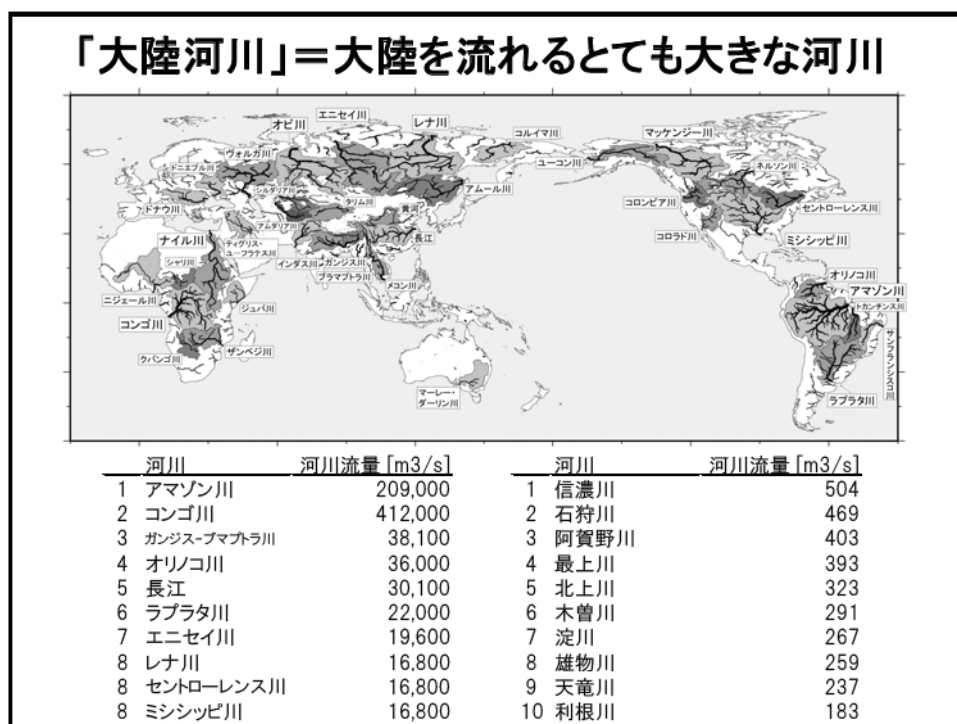 「大陸河川」＝大陸を流れるとても大きな河川
エニセイ川
オビ川
レナ川
コルイマ川
マッケンジー川
ヴォルガ川
ユーコン川
ドニエプル川
ネルソン川
シルダリア川
タリム川
アムール川
コロンビア川
ドナウ川
黄河
セントローレンス川
アムダリア川
長江
コロラド川
ミシシッピ川
ナイル川
ティグリス・
ユーフラテス川
シャリ川
インダス川
ガンジス川
ブラマプトラ川
メコン川
オリノコ川
アマゾン川
ニジェール川
ジュバ川
トカンチンス川
コンゴ川
サンフランシスコ川
クバンゴ川
ザンベジ川
マーレー・
ダーリン川
ラプラタ川
河川 河川流量 [m3/s]
1 アマゾン川 209,000
2 コンゴ川 412,000
3 ガンジス−ブマプトラ川 38,100
4 オリノコ川 36,000
5 長江 30,100
6 ラプラタ川 22,000
7 エニセイ川 19,600
8 レナ川 16,800
8 セントローレンス川 16,800
8 ミシシッピ川 16,800
河川 河川流量 [m3/s]
1 信濃川 504
2 石狩川 469
3 阿賀野川 403
4 最上川 393
5 北上川 323
6 木曽川 291
7 淀川 267
8 雄物川 259
9 天竜川 237
10 利根川 183